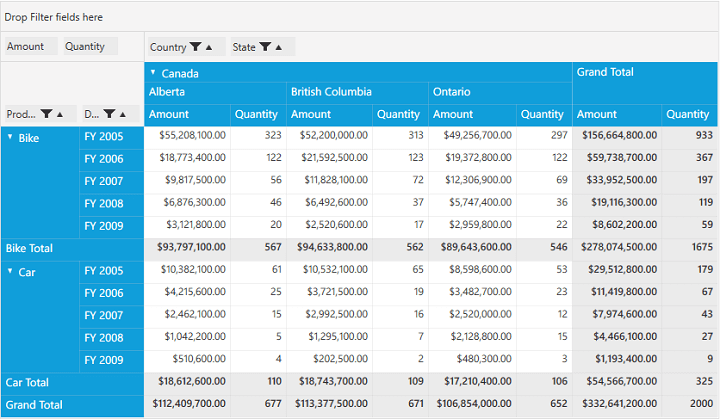 Drop Filter fields here
Amount Quantity Country State
Canada Grand Total
Alberta British Columbia Ontario
Prod... D... Amount Quantity Amount Quantity Amount Quantity Amount Quantity
Bike FY 2005 $55,208,100.00 323 $52,200,000.00 313 $49,256,700.00 297 $156,664,800.00 933
FY 2006 $18,773,400.00 122 $21,592,500.00 123 $19,372,800.00 122 $59,738,700.00 367
FY 2007 $9,817,500.00 56 $11,828,100.00 72 $12,306,900.00 69 $33,952,500.00 197
FY 2008 $6,876,300.00 46 $6,492,600.00 37 $5,747,400.00 36 $19,116,300.00 119
FY 2009 $3,121,800.00 20 $2,520,600.00 17 $2,959,800.00 22 $8,602,200.00 59
Bike Total $93,797,100.00 567 $94,633,800.00 562 $89,643,600.00 546 $278,074,500.00 1675
Car FY 2005 $10,382,100.00 61 $10,532,100.00 65 $8,598,600.00 53 $29,512,800.00 179
FY 2006 $4,215,600.00 25 $3,721,500.00 19 $3,482,700.00 23 $11,419,800.00 67
FY 2007 $2,462,100.00 15 $2,992,500.00 16 $2,520,000.00 12 $7,974,600.00 43
FY 2008 $1,042,200.00 5 $1,295,100.00 7 $2,128,800.00 15 $4,466,100.00 27
FY 2009 $510,600.00 4 $202,500.00 2 $480,300.00 3 $1,193,400.00 9
Car Total $18,612,600.00 110 $18,743,700.00 109 $17,210,400.00 106 $54,566,700.00 325
Grand Total $112,409,700.00 677 $113,377,500.00 671 $106,854,000.00 652 $332,641,200.00 2000